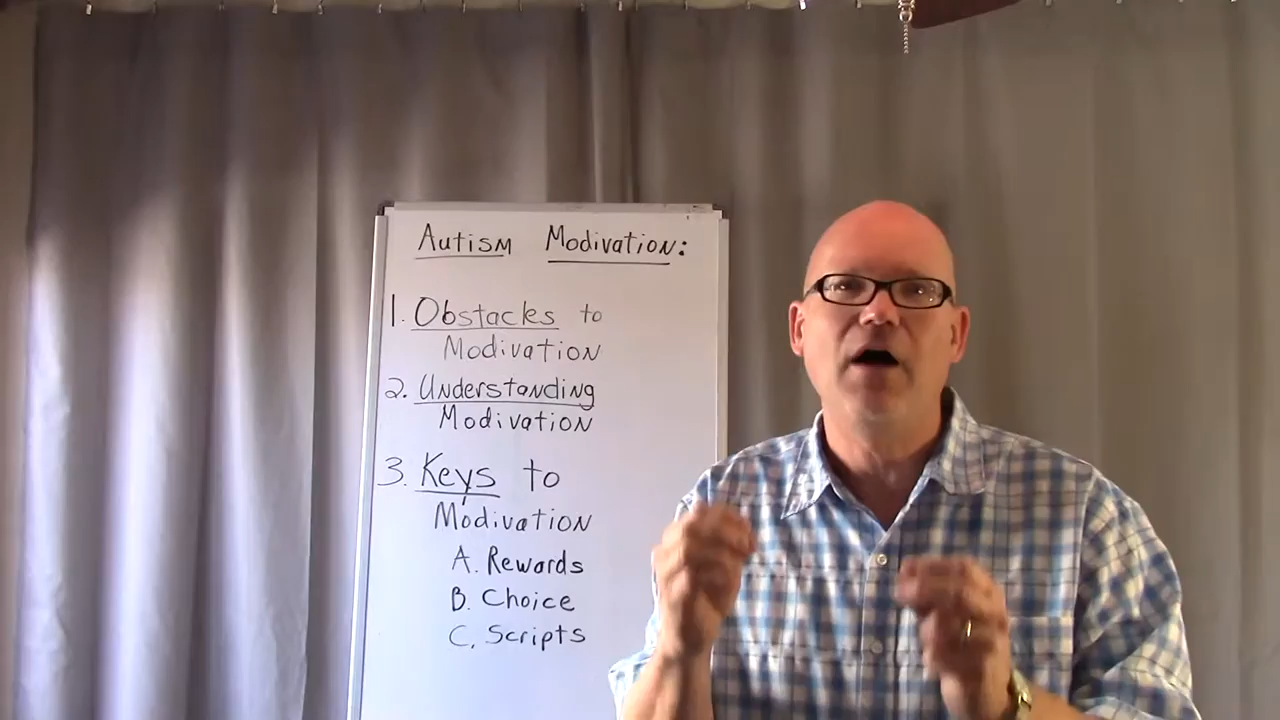 Autism Modivation:
1. Obstacles to
Modivation
2. Understanding
Modivation
3. Keys to
Modivation
A. Rewards
B. Choice
C. Scripts